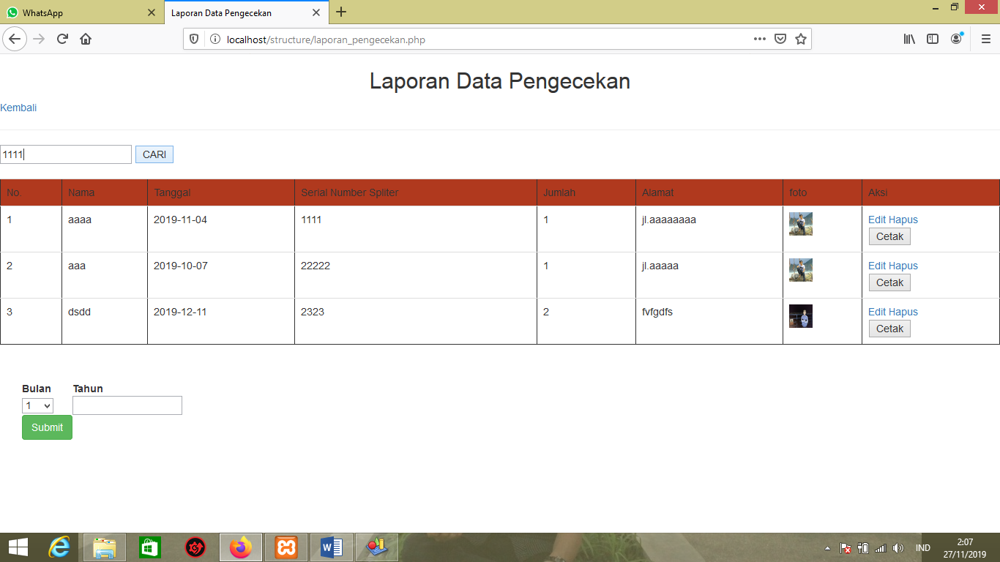 WhatsApp
Laporan Data Pengecekan
localhost/structure/laporan_pengecekan.php
Laporan Data Pengecekan
Kembali
1111 CARI
No. Nama Tanggal Serial Number Spliter Jumlah Alamat foto Aksi
1 aaaa 2019-11-04 1111 1 jl.aaaaaaaa Edit Hapus
Cetak
2 aaa 2019-10-07 22222 1 jl.aaaaa Edit Hapus
Cetak
3 dsdd 2019-12-11 2323 2 fvfgdfs Edit Hapus
Cetak
Bulan Tahun
1
Submit
IND 2:07
27/11/2019